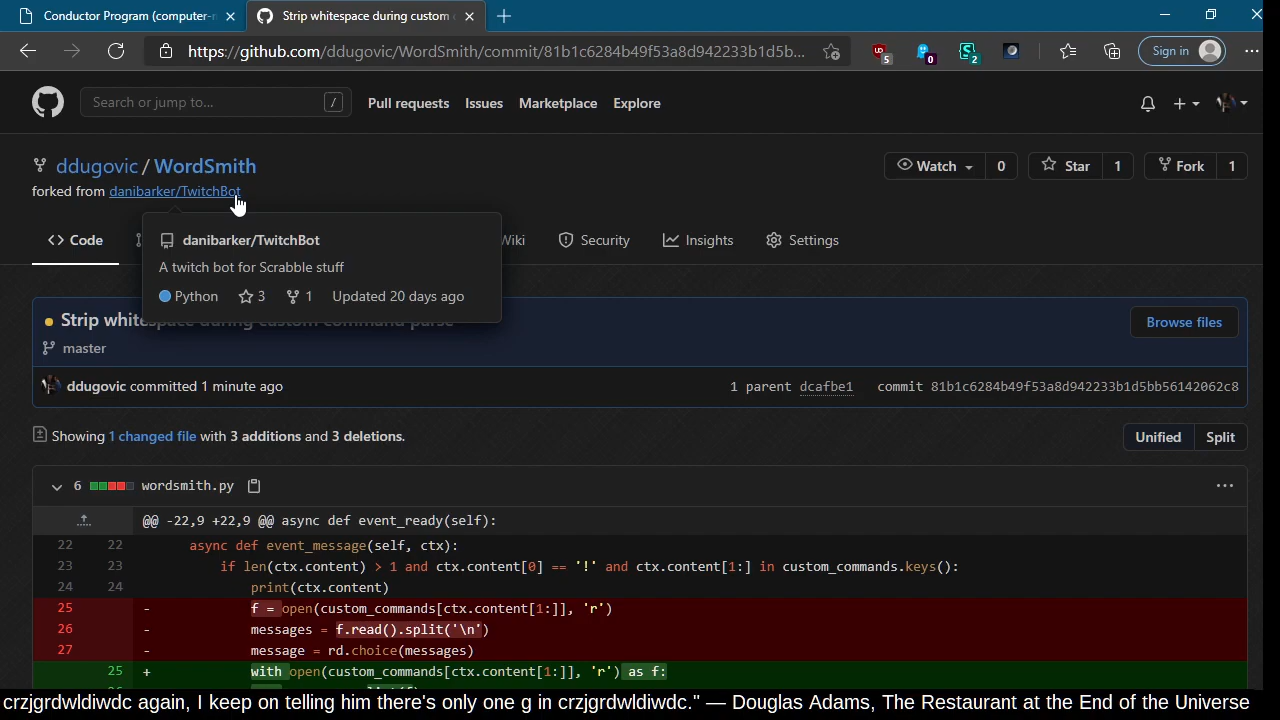 Conductor Program (computer-n
Strip whitespace during custom c
https://github.com/ddugovic/WordSmith/commit/81b1c6284b49f53a8d942233b1d5b...
5
0
2
Sign in
Search or jump to...
/
Pull requests Issues Marketplace Explore
ddugovic / WordSmith
Watch 0 Star 1 Fork 1
forked from danibarker/TwitchBot
Code Wiki Security Insights Settings
danibarker/TwitchBot
A twitch bot for Scrabble stuff
Python 3 1 Updated 20 days ago
Strip whitespace during custom command parse
Browse files
master
ddugovic committed 1 minute ago
1 parent dcafbe1 commit 81b1c6284b49f53a8d942233b1d5bb56142062c8
Showing 1 changed file with 3 additions and 3 deletions.
Unified Split
6 wordsmith.py
@@ -22,9 +22,9 @@ async def event_ready(self):
22 22 async def event_message(self, ctx):
23 23 if len(ctx.content) > 1 and ctx.content[0] == '!' and ctx.content[1:] in custom_commands.keys():
24 24 print(ctx.content)
25 - f = open(custom_commands[ctx.content[1:]], 'r')
26 - messages = f.read().split('\n')
27 - message = rd.choice(messages)
25 + with open(custom_commands[ctx.content[1:]], 'r') as f:
crzjgrdwldiwdc again, I keep on telling him there's only one g in crzjgrdwldiwdc." — Douglas Adams, The Restaurant at the End of the Universe